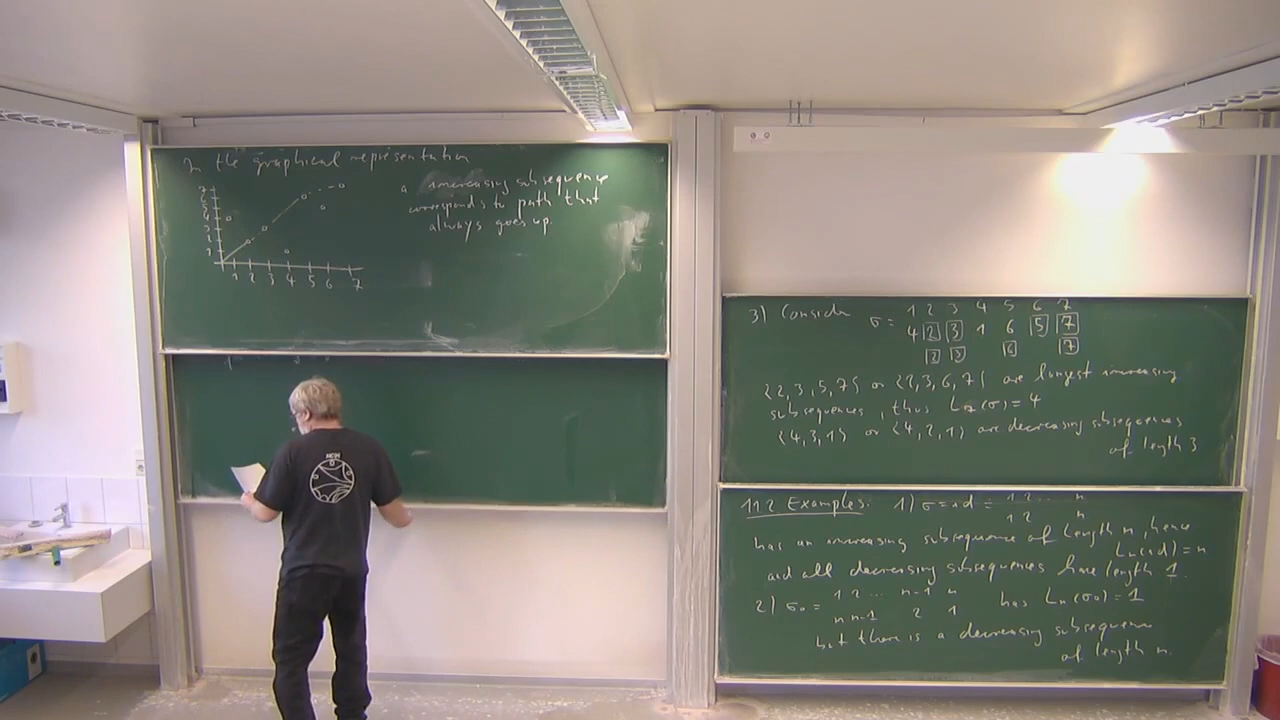 In the graphical representation
a increasing subsequence
corresponds to path that
always goes up.
7
6
5
4
3
2
1
1 2 3 4 5 6 7
3) Consider σ = 1 2 3 4 5 6 7
4 2 3 1 6 5 7
2 3 6 7
{2,3,5,7} or {2,3,6,7} are longest increasing
subsequences, thus L7(σ) = 4
{4,3,1} or {4,2,1} are decreasing subsequences
of length 3
11.2 Examples. 1) σ = id = 1 2 ... n
1 2 n
has an increasing subsequence of length n, hence
Ln(id) = n
and all decreasing subsequences have length 1.
2) σ0 = 1 2 ... n-1 n has Ln(σ0) = 1
n n-1 2 1
but there is a decreasing subsequence
of length n.